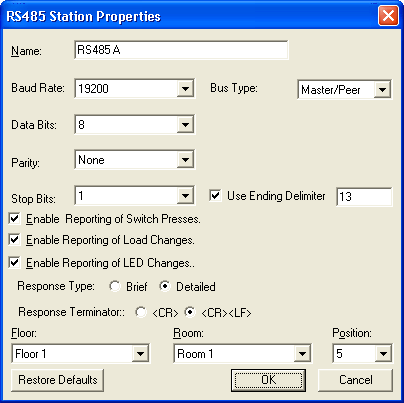 RS485 Station Properties
Name: RS485 A
Baud Rate: 19200 Bus Type: Master/Peer
Data Bits: 8
Parity: None
Stop Bits: 1 Use Ending Delimiter 13
Enable Reporting of Switch Presses.
Enable Reporting of Load Changes.
Enable Reporting of LED Changes..
Response Type: Brief Detailed
Response Terminator:: <CR> <CR><LF>
Floor: Room: Position:
Floor 1 Room 1 5
Restore Defaults OK Cancel